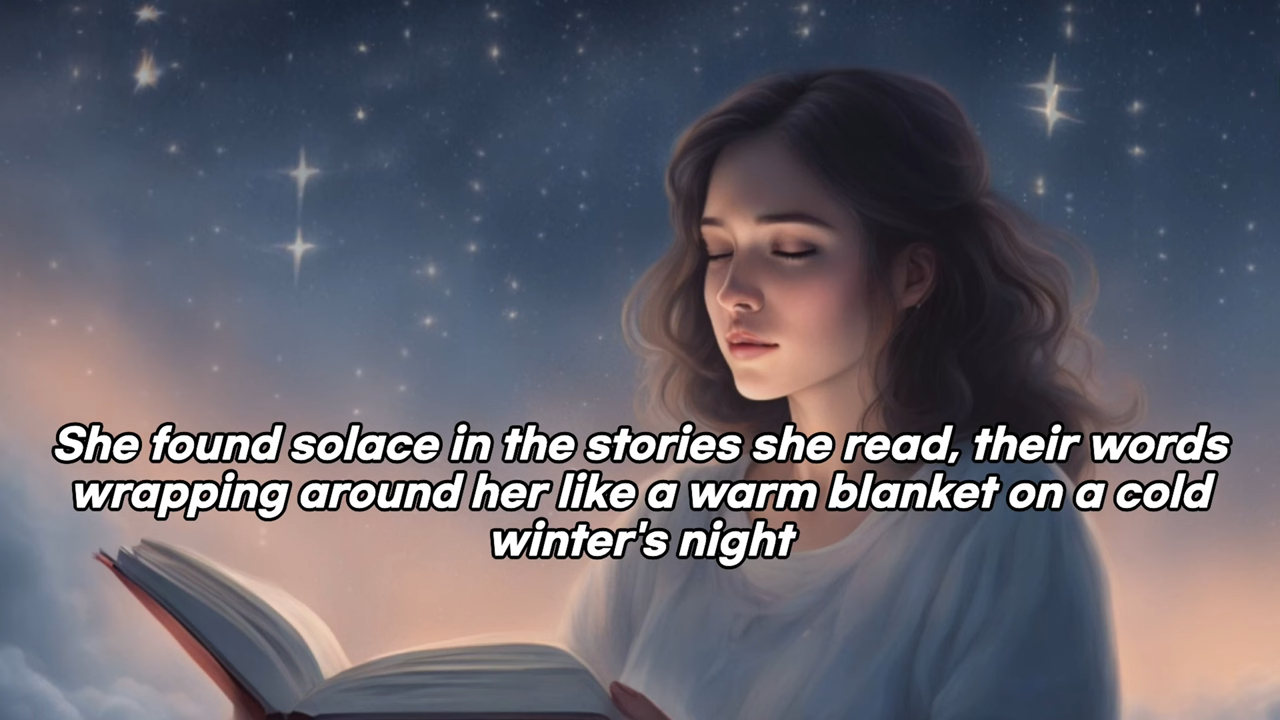 She found solace in the stories she read, their words
wrapping around her like a warm blanket on a cold
winter's night